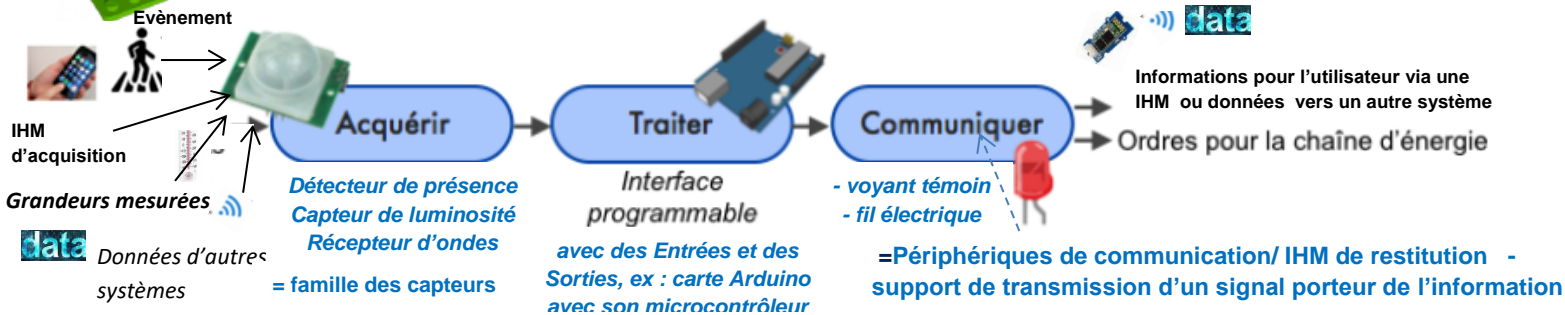 Evènement
data
Informations pour l'utilisateur via une
IHM ou données vers un autre système
IHM
d'acquisition
Acquérir
Traiter
Communiquer
Ordres pour la chaîne d'énergie
Grandeurs mesurées
Détecteur de présence
Capteur de luminosité
Récepteur d'ondes
= famille des capteurs
Interface
programmable
avec des Entrées et des
Sorties, ex : carte Arduino
avec son microcontrôleur
- voyant témoin
- fil électrique
=Périphériques de communication/ IHM de restitution -
support de transmission d'un signal porteur de l'information
data
Données d'autres
systèmes